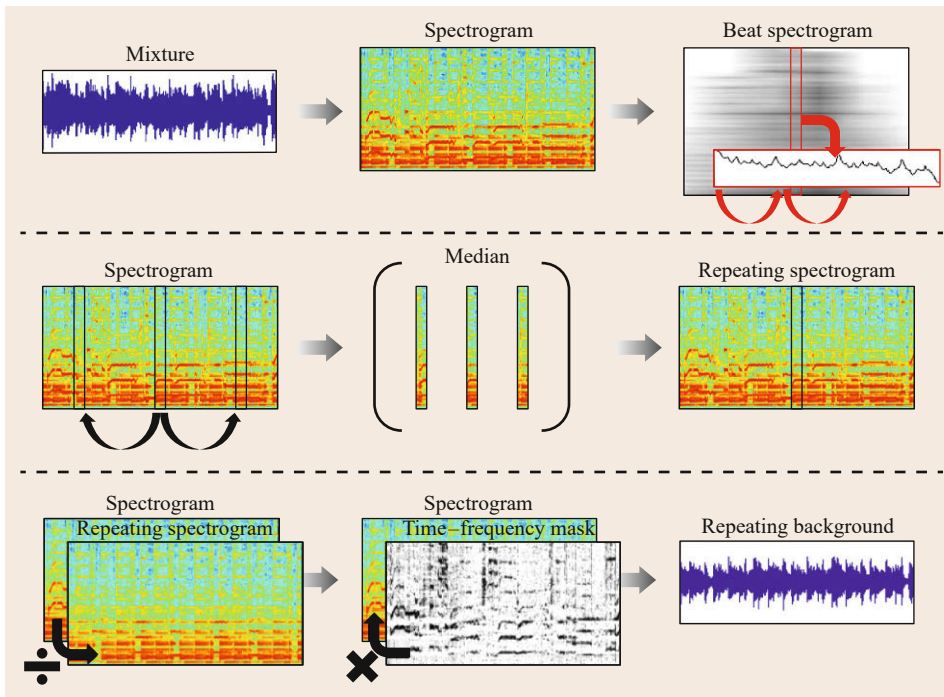 Mixture
Spectrogram
Beat spectrogram
Spectrogram
Median
Repeating spectrogram
Spectrogram
Repeating spectrogram
Spectrogram
Time–frequency mask
Repeating background